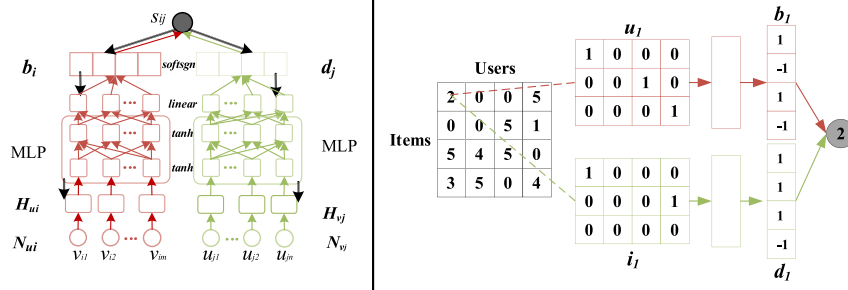 Sij
bi softsgn dj
linear
MLP tanh MLP
tanh
Hui Hvj
Nui Nvj
vi1 vi2 vim uj1 uj2 ujn
Users
Items
2 0 0 5
0 0 5 1
5 4 5 0
3 5 0 4
u1
1 0 0 0
0 0 1 0
0 0 0 1
i1
1 0 0 0
0 0 0 1
0 0 0 0
b1
1
-1
1
-1
2
1
1
1
-1
d1